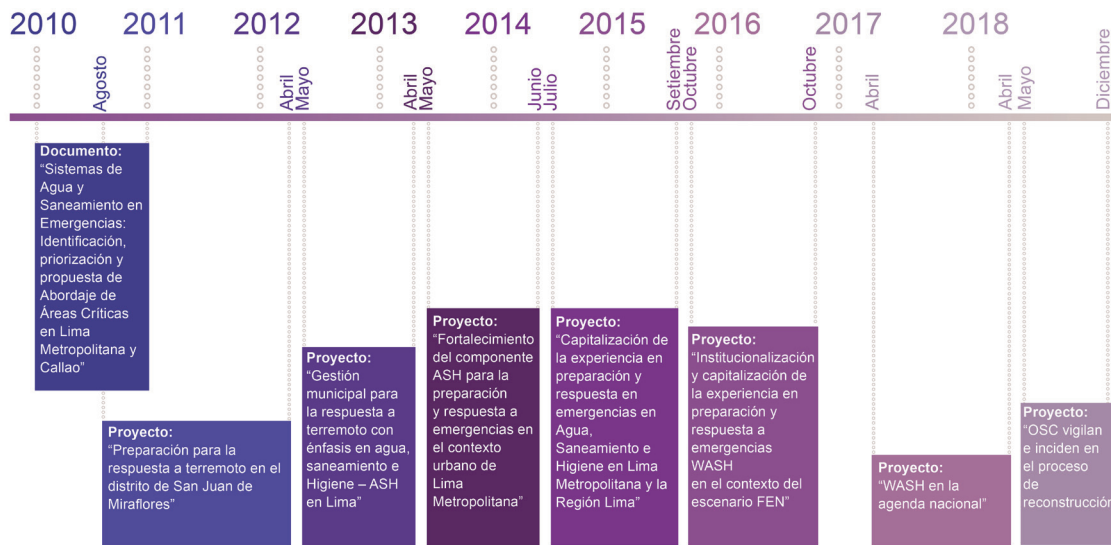 2010 2011 2012 2013 2014 2015 2016 2017 2018
Agosto
Abril
Mayo
Abril
Mayo
Junio
Julio
Setiembre
Octubre
Octubre
Abril
Abril
Mayo
Diciembre
Documento:
“Sistemas de
Agua y
Saneamiento en
Emergencias:
Identificación,
priorización y
propuesta de
Abordaje de
Áreas Críticas
en Lima
Metropolitana y
Callao”
Proyecto:
“Preparación para la
respuesta a terremoto en el
distrito de San Juan de
Miraflores”
Proyecto:
“Gestión
municipal para
la respuesta a
terremoto con
énfasis en agua,
saneamiento e
Higiene – ASH
en Lima”
Proyecto:
“Fortalecimiento
del componente
ASH para la
preparación
y respuesta a
emergencias en
el contexto
urbano de
Lima
Metropolitana”
Proyecto:
“Capitalización de
la experiencia en
preparación y
respuesta en
emergencias en
Agua,
Saneamiento e
Higiene en Lima
Metropolitana y la
Región Lima”
Proyecto:
“Institucionalización
y capitalización de
la experiencia en
preparación y
respuesta a
emergencias
WASH
en el contexto del
escenario FEN”
Proyecto:
“WASH en la
agenda nacional”
Proyecto:
“OSC vigilan
e inciden en
el proceso
de
reconstrucción